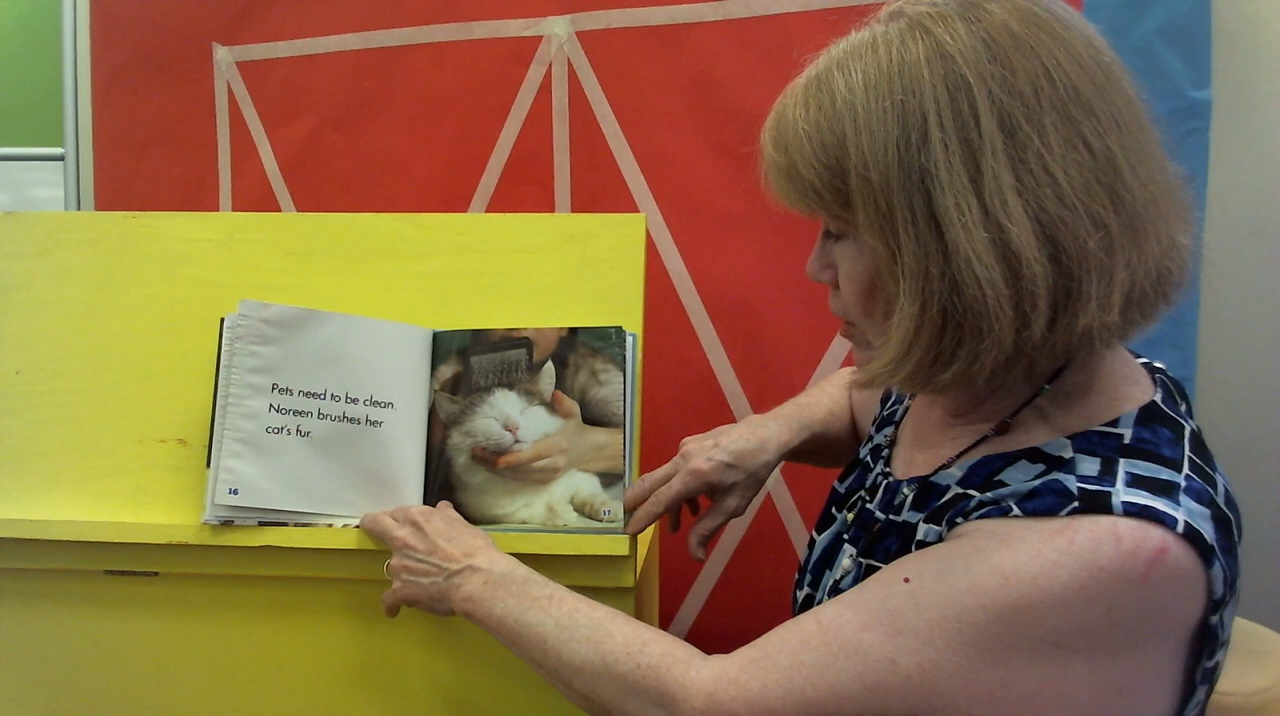 Pets need to be clean.
Noreen brushes her
cat's fur.
16
17